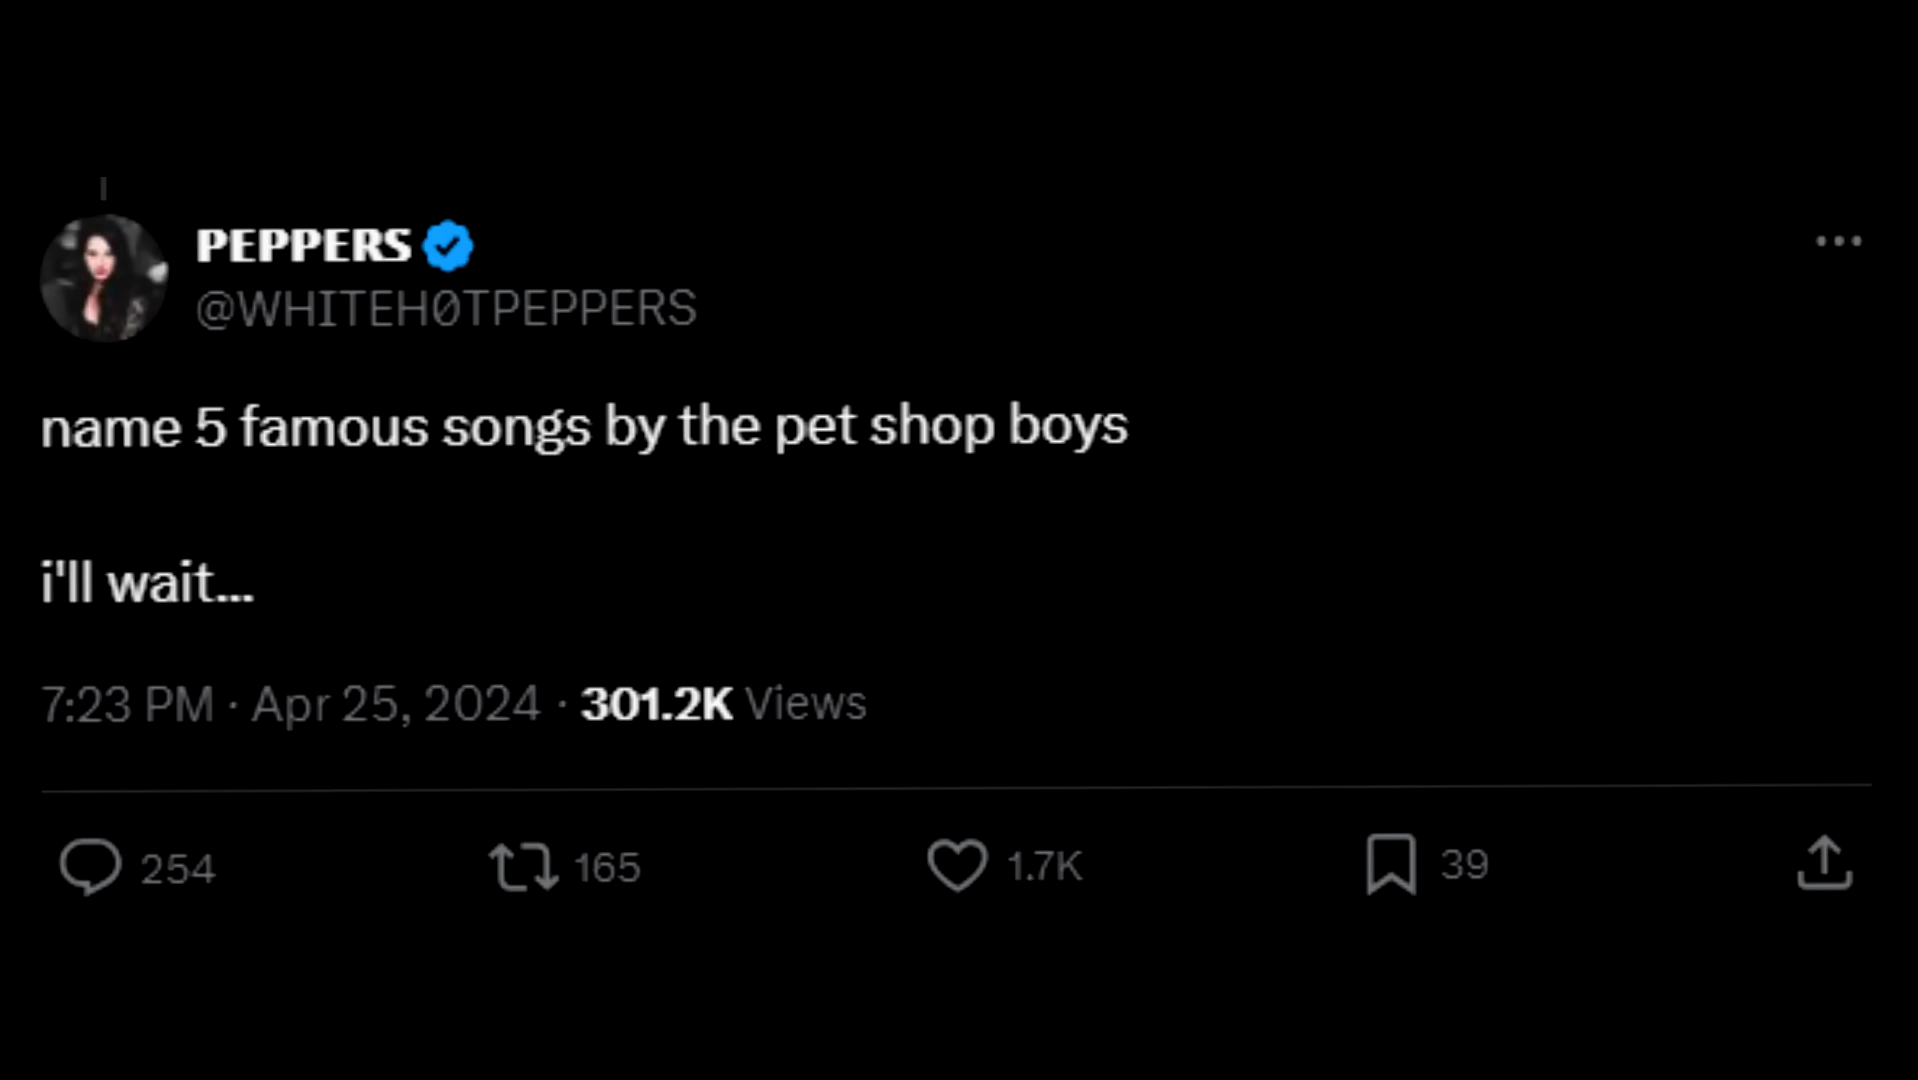 PEPPERS
@WHITEH0TPEPPERS
name 5 famous songs by the pet shop boys
i'll wait...
7:23 PM · Apr 25, 2024 · 301.2K Views
254 165 1.7K 39